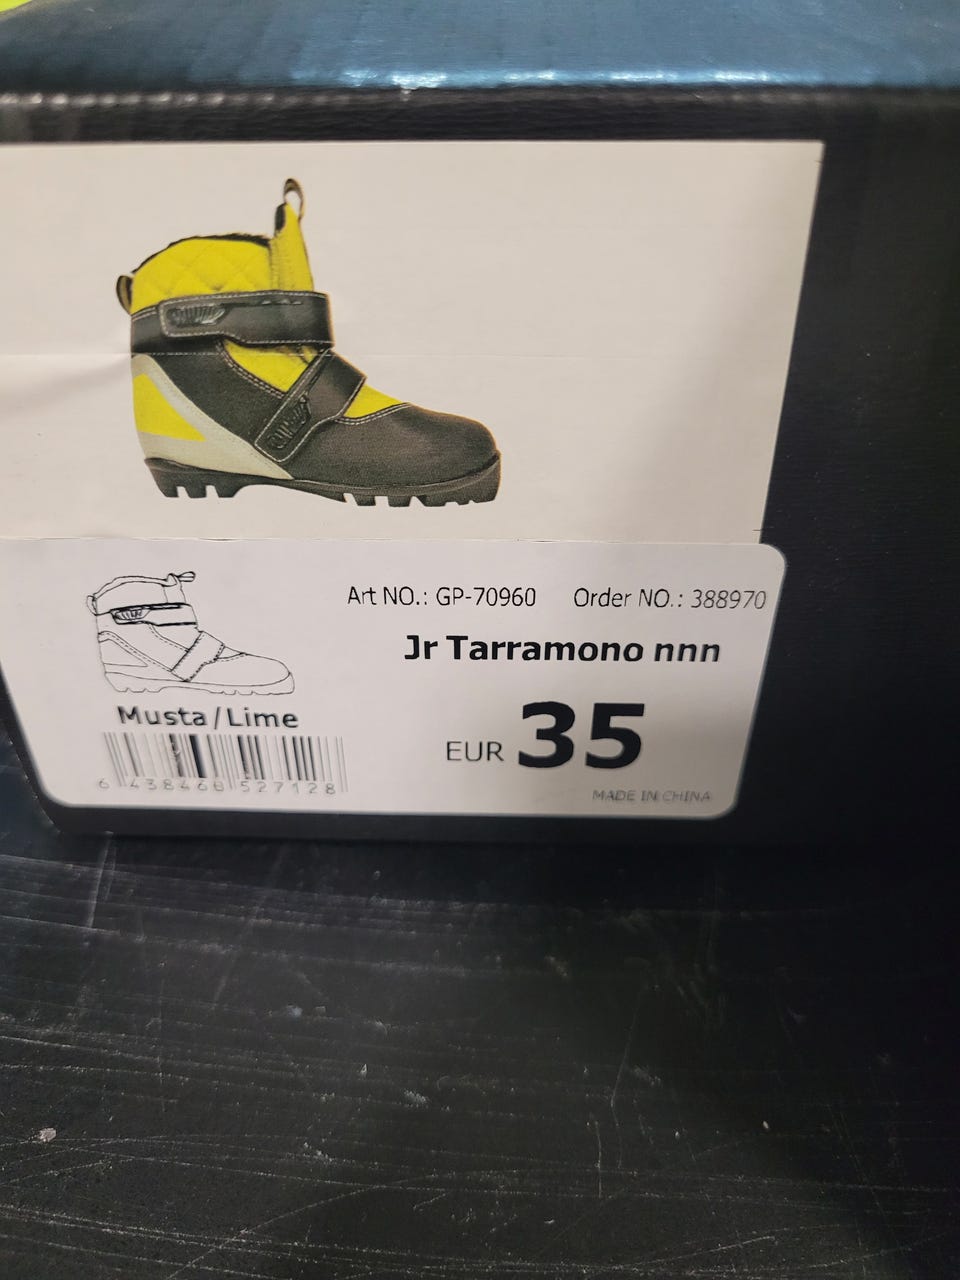 Art NO.: GP-70960 Order NO.: 388970
Jr Tarramono nnn
Musta/Lime
EUR 35
6 438468 527128
MADE IN CHINA